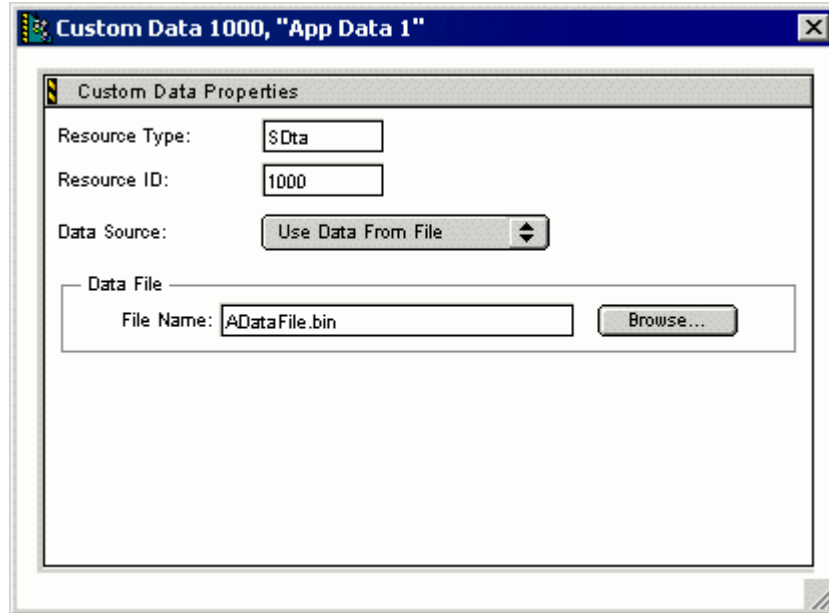 Custom Data 1000, "App Data 1"
Custom Data Properties
Resource Type: SDta
Resource ID: 1000
Data Source: Use Data From File
Data File
File Name: ADataFile.bin Browse...